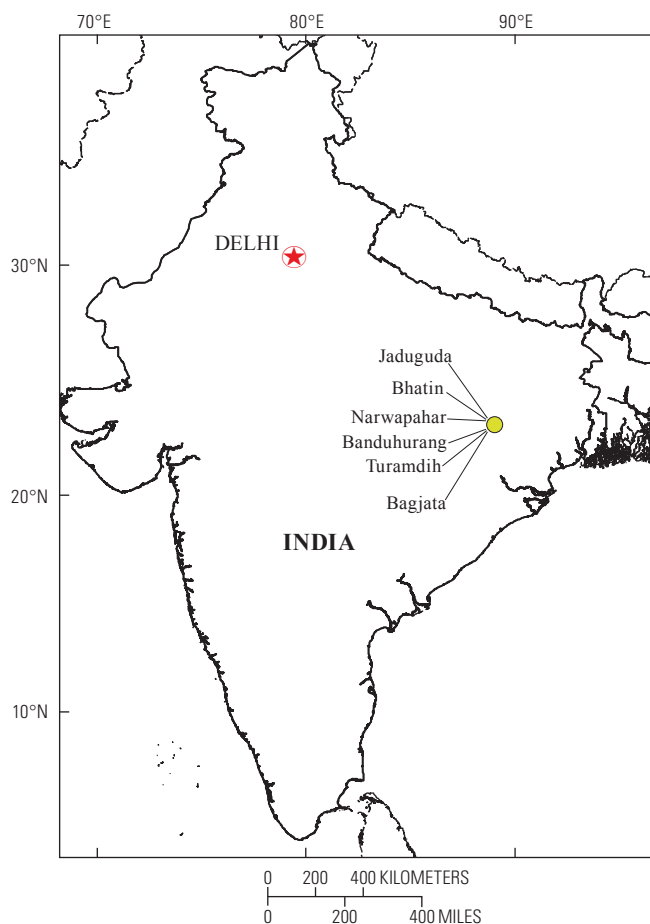 70°E 80°E 90°E
DELHI
30°N
Jaduguda
Bhatin
Narwapahar
Banduhurang
Turamdih
Bagjata
20°N
INDIA
10°N
0 200 400 KILOMETERS
0 200 400 MILES